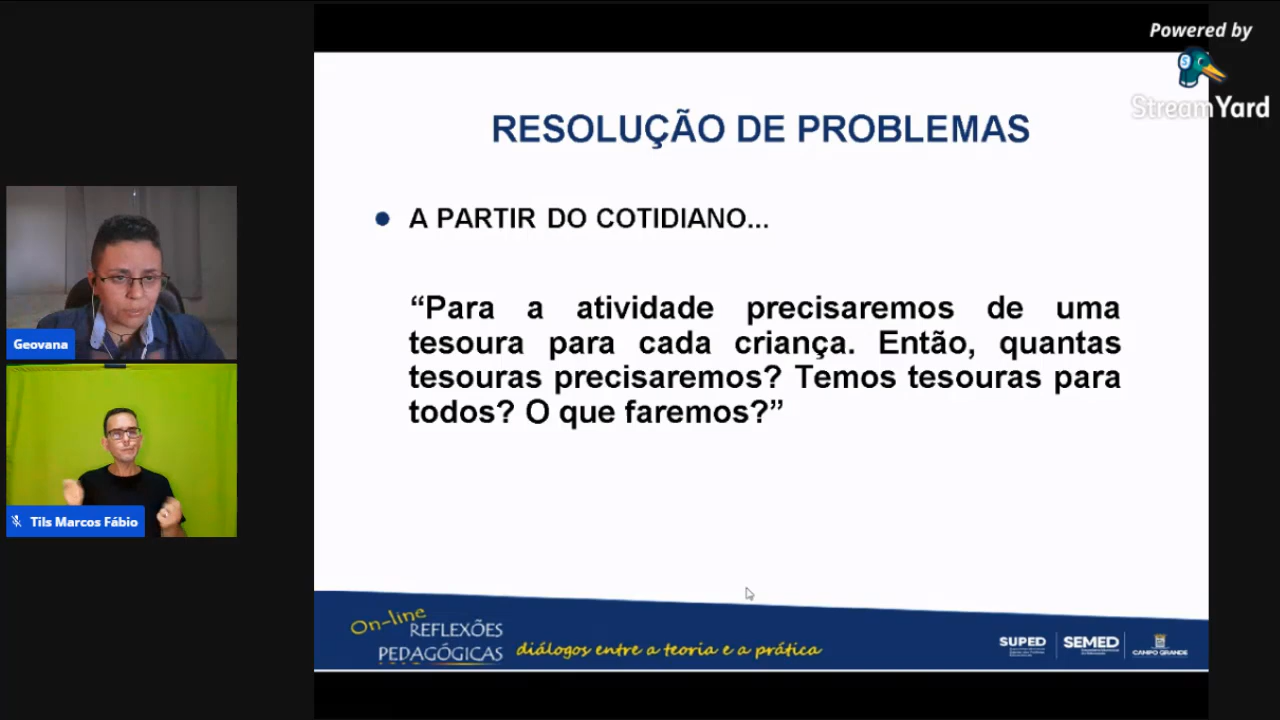 Powered by
StreamYard
RESOLUÇÃO DE PROBLEMAS
A PARTIR DO COTIDIANO...
“Para a atividade precisaremos de uma
tesoura para cada criança. Então, quantas
tesouras precisaremos? Temos tesouras para
todos? O que faremos?”
Geovana
Tils Marcos Fábio
On-line
REFLEXÕES
PEDAGÓGICAS
diálogos entre a teoria e a prática
SUPED
SEMED
CAMPO GRANDE